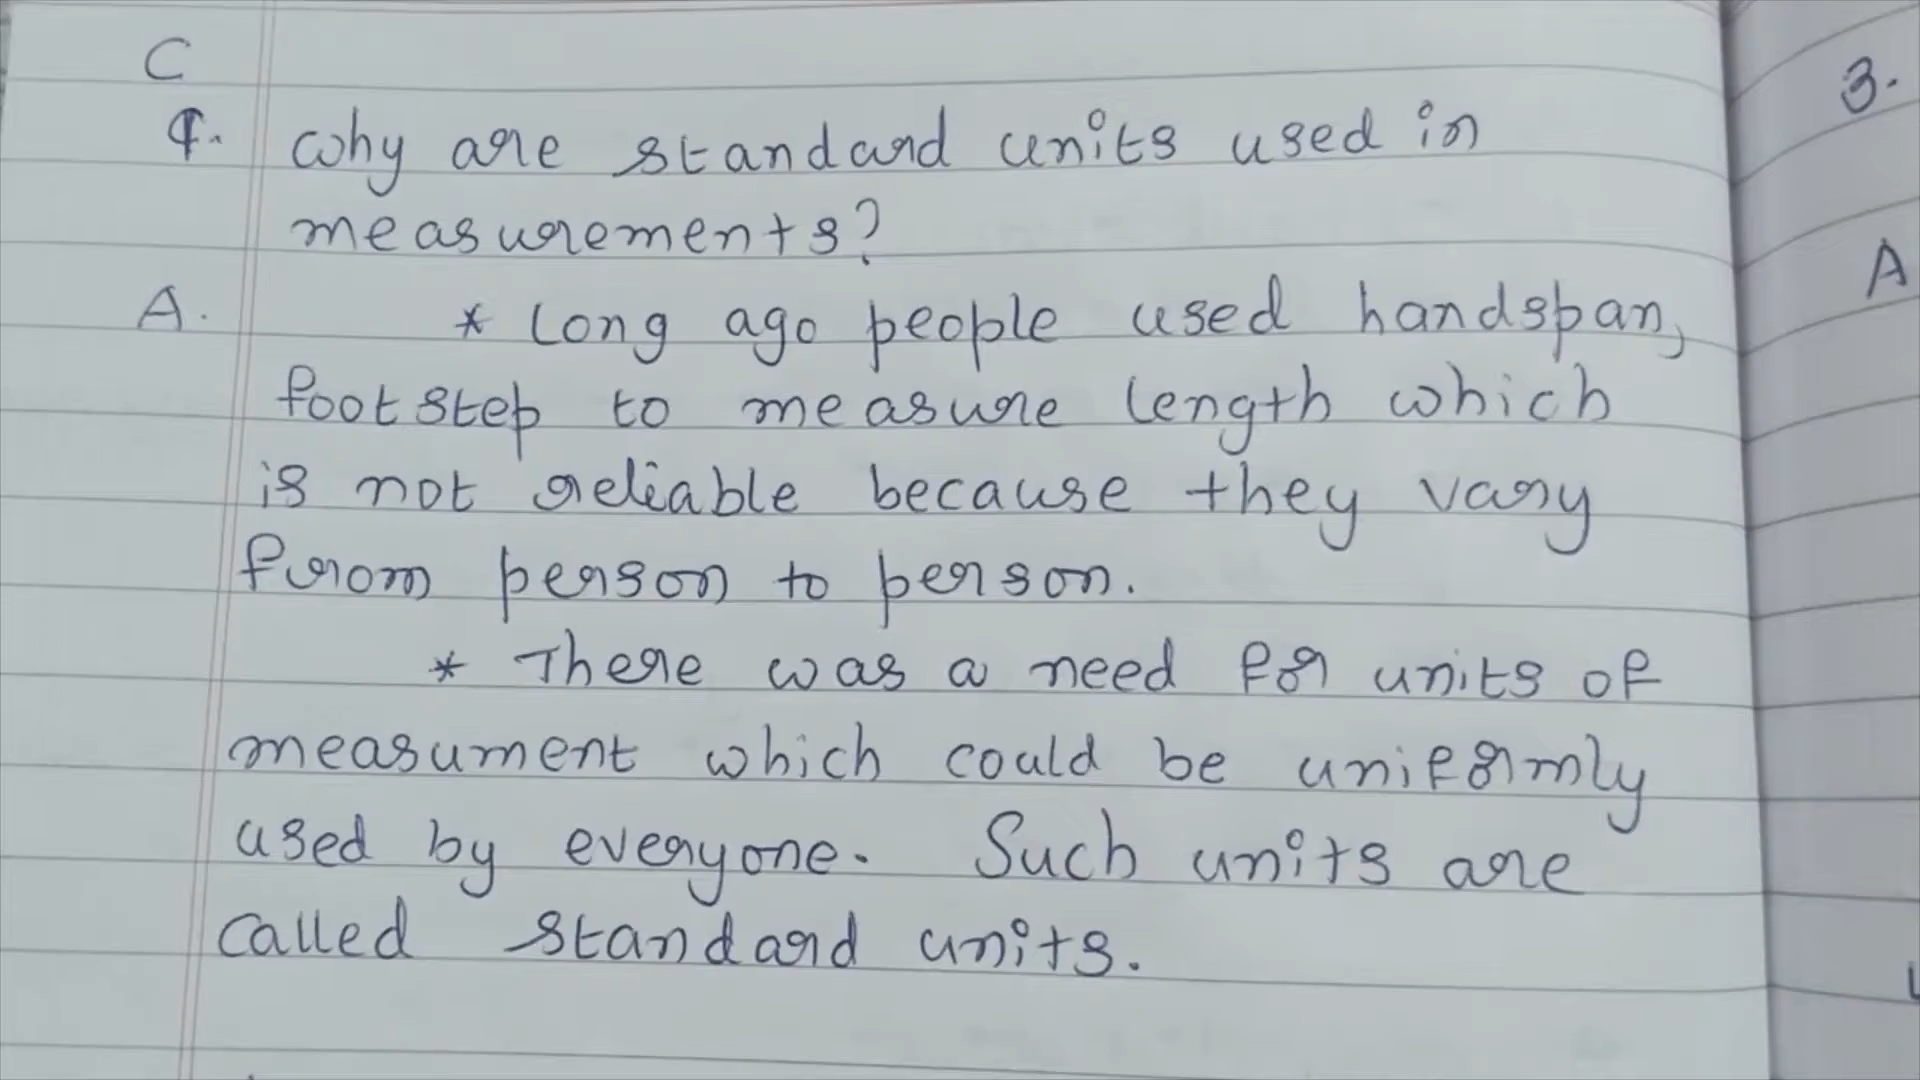 C
q. Why are standard units used in
measurements?
A. * Long ago people used handspan,
footstep to measure length which
is not reliable because they vary
from person to person.
* There was a need for units of
measument which could be uniformly
used by everyone. Such units are
called standard units.
3.
A